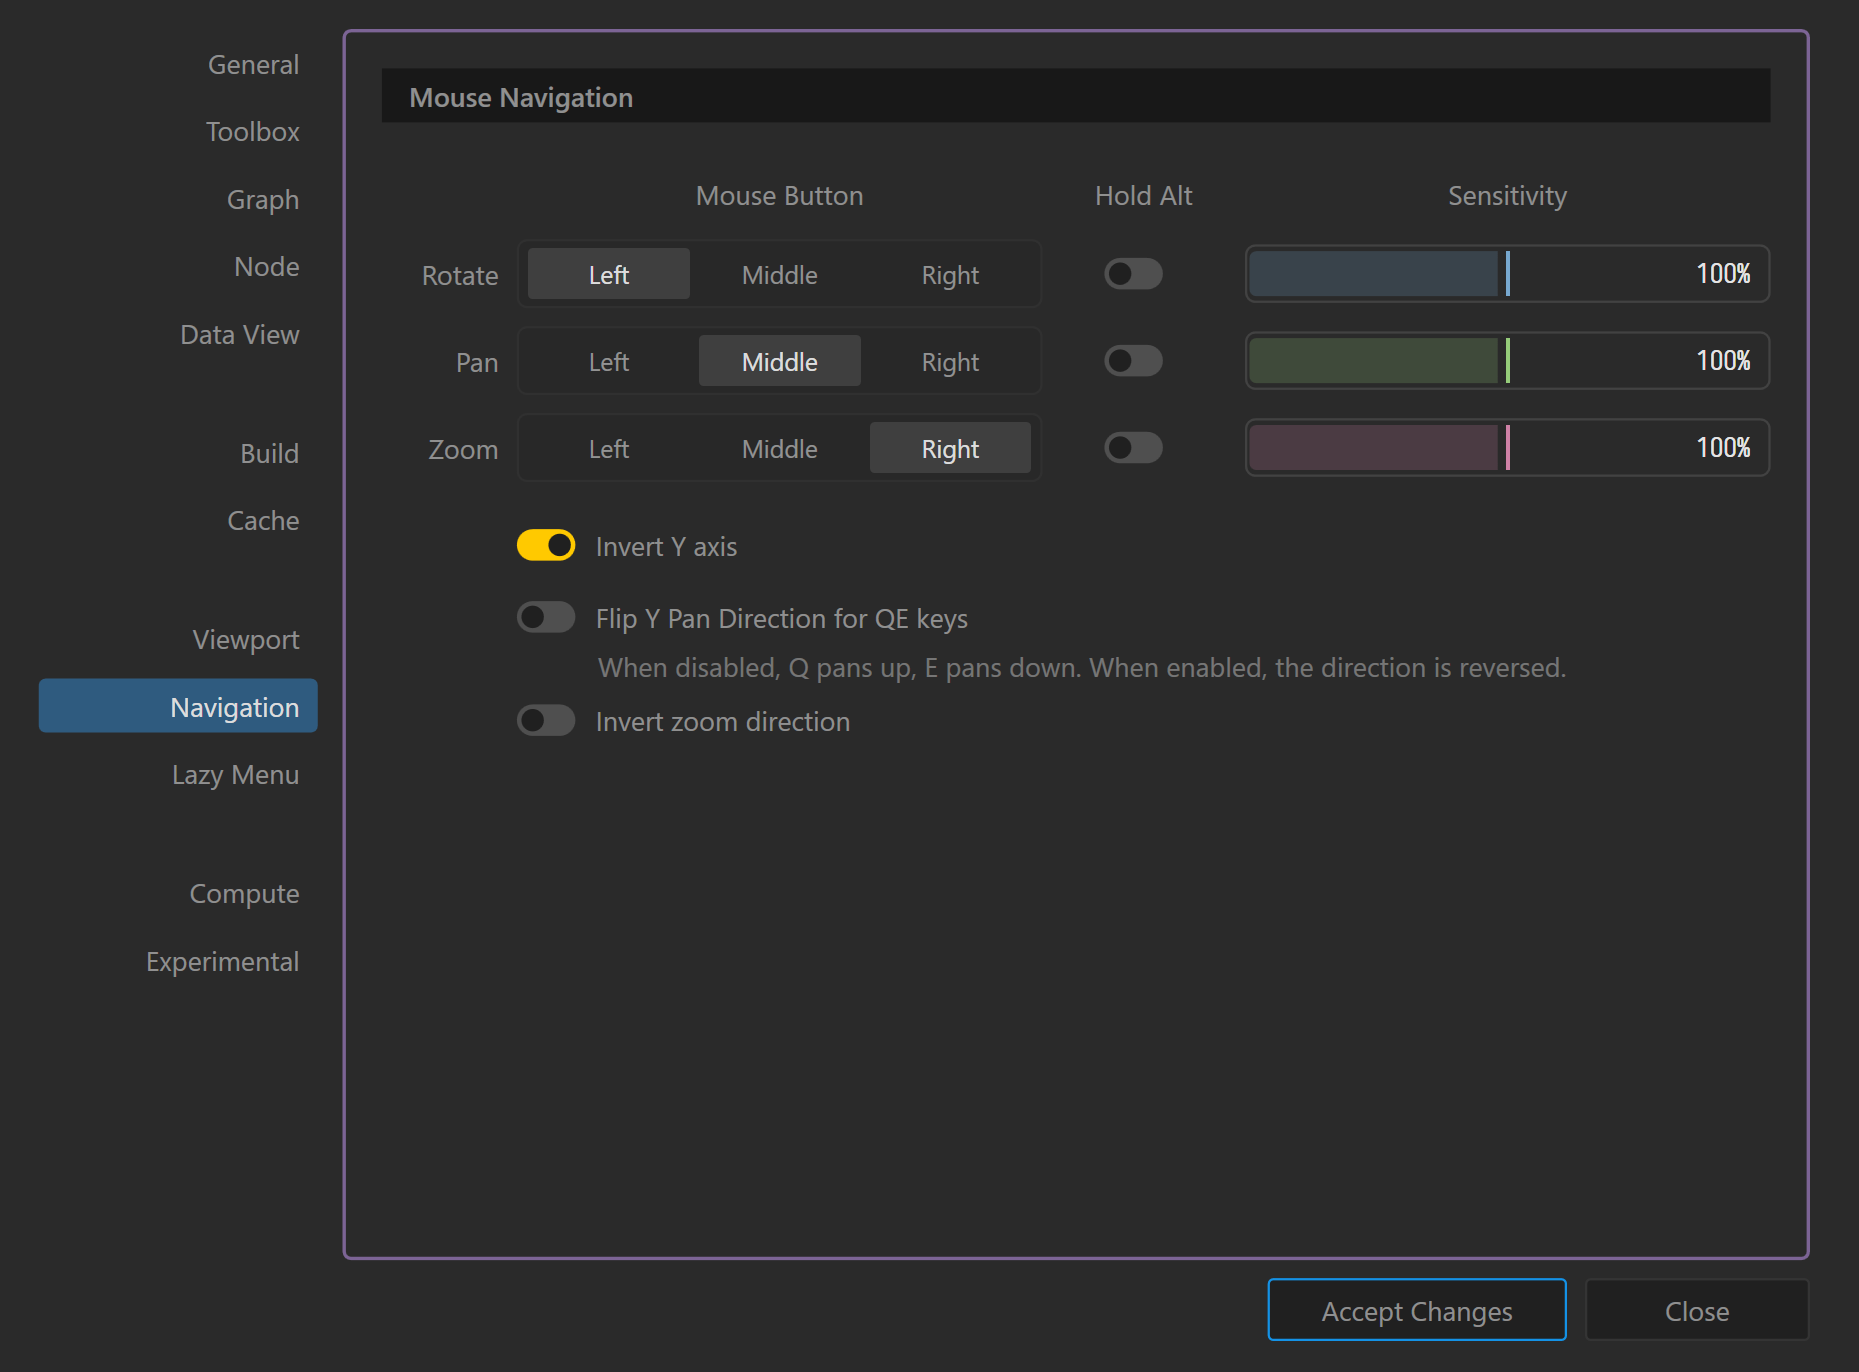 General
Toolbox
Graph
Node
Data View
Build
Cache
Viewport
Navigation
Lazy Menu
Compute
Experimental
Mouse Navigation
Mouse Button Hold Alt Sensitivity
Rotate Left Middle Right 100%
Pan Left Middle Right 100%
Zoom Left Middle Right 100%
Invert Y axis
Flip Y Pan Direction for QE keys
When disabled, Q pans up, E pans down. When enabled, the direction is reversed.
Invert zoom direction
Accept Changes Close